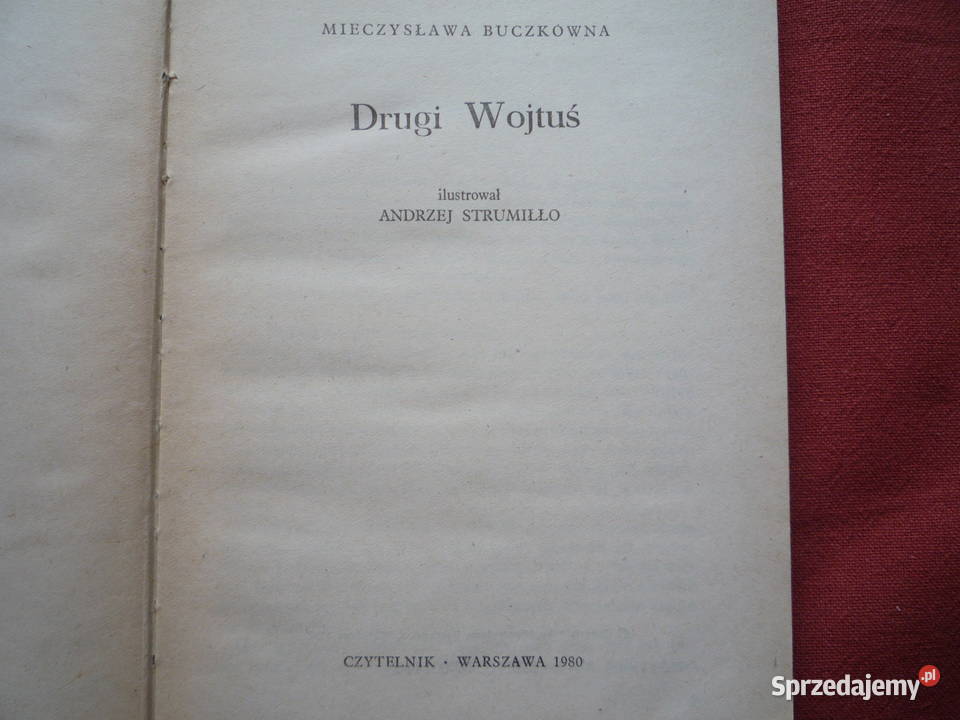 MIECZYSŁAWA BUCZKÓWNA
Drugi Wojtuś
ilustrował
ANDRZEJ STRUMIŁŁO
CZYTELNIK · WARSZAWA 1980
Sprzedajemy.pl